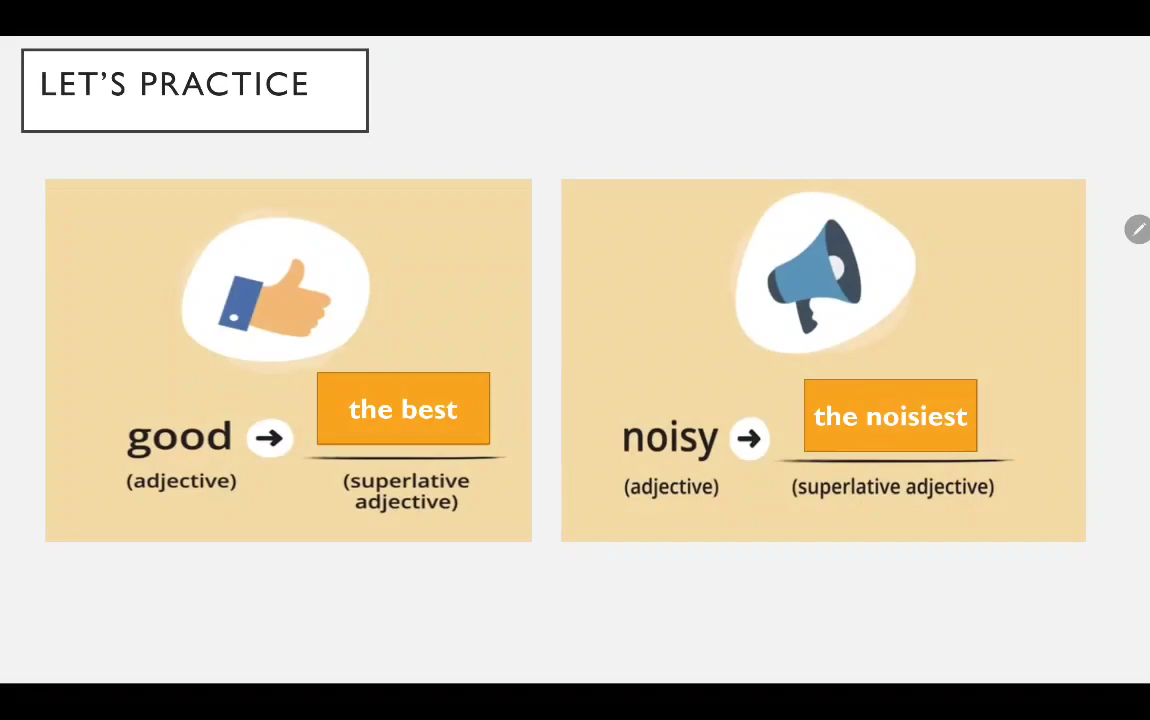 LET'S PRACTICE
the best
good
(adjective)
(superlative
adjective)
the noisiest
noisy
(adjective)
(superlative adjective)